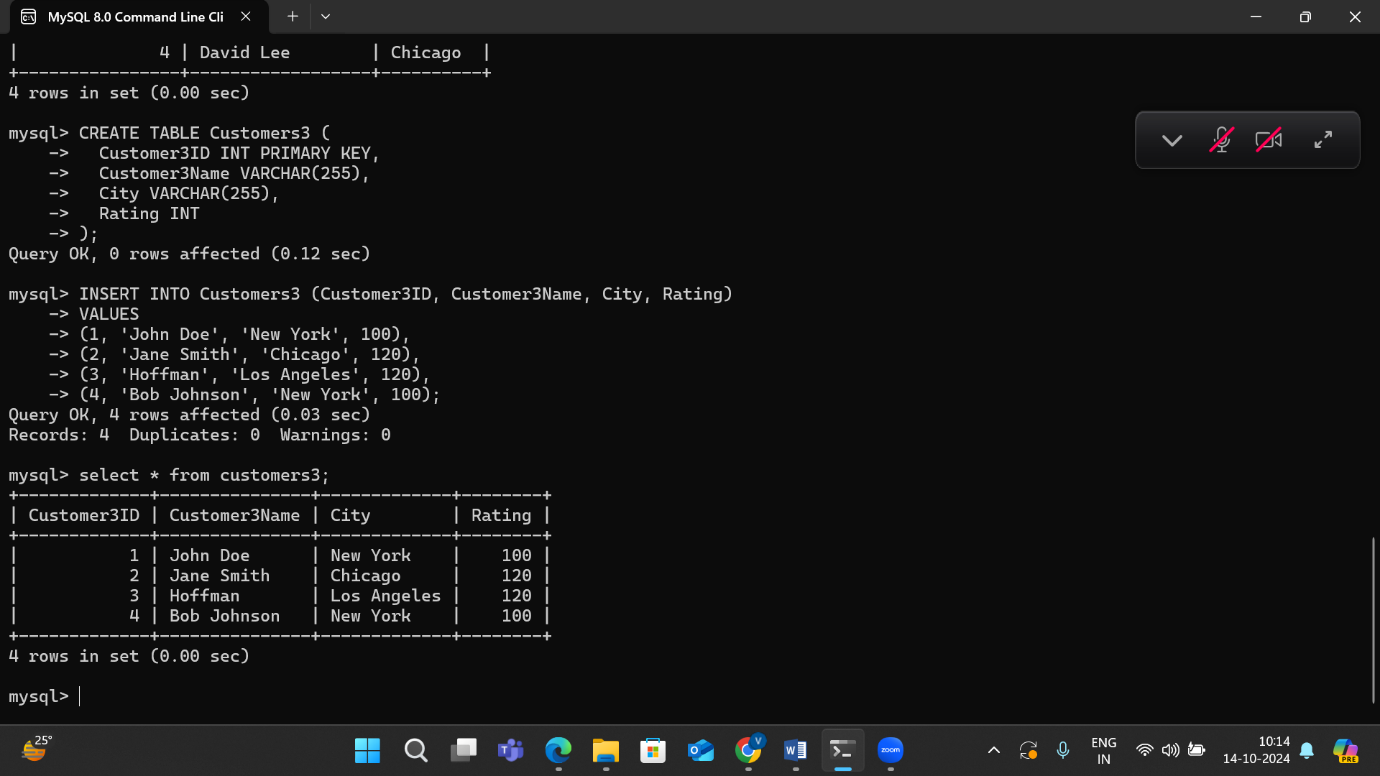 MySQL 8.0 Command Line Cli
|              4 | David Lee        | Chicago  |
+----------------+------------------+----------+
4 rows in set (0.00 sec)
mysql> CREATE TABLE Customers3 (
    ->   Customer3ID INT PRIMARY KEY,
    ->   Customer3Name VARCHAR(255),
    ->   City VARCHAR(255),
    ->   Rating INT
    -> );
Query OK, 0 rows affected (0.12 sec)
mysql> INSERT INTO Customers3 (Customer3ID, Customer3Name, City, Rating)
    -> VALUES
    -> (1, 'John Doe', 'New York', 100),
    -> (2, 'Jane Smith', 'Chicago', 120),
    -> (3, 'Hoffman', 'Los Angeles', 120),
    -> (4, 'Bob Johnson', 'New York', 100);
Query OK, 4 rows affected (0.03 sec)
Records: 4  Duplicates: 0  Warnings: 0
mysql> select * from customers3;
+-------------+---------------+-------------+--------+
| Customer3ID | Customer3Name | City        | Rating |
+-------------+---------------+-------------+--------+
|           1 | John Doe      | New York    |    100 |
|           2 | Jane Smith    | Chicago     |    120 |
|           3 | Hoffman       | Los Angeles |    120 |
|           4 | Bob Johnson   | New York    |    100 |
+-------------+---------------+-------------+--------+
4 rows in set (0.00 sec)
mysql>
25°
V
zoom
ENG
IN
10:14
14-10-2024
PRE